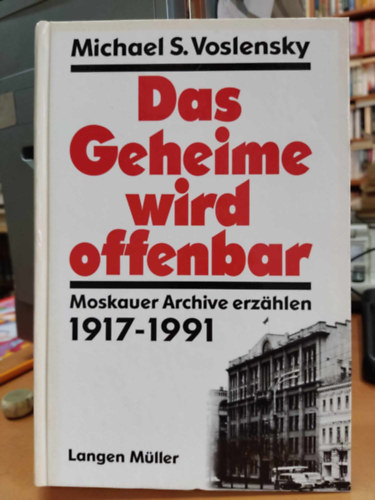 Michael S. Voslensky
Das
Geheime
wird
offenbar
Moskauer Archive erzählen
1917-1991
Langen Müller